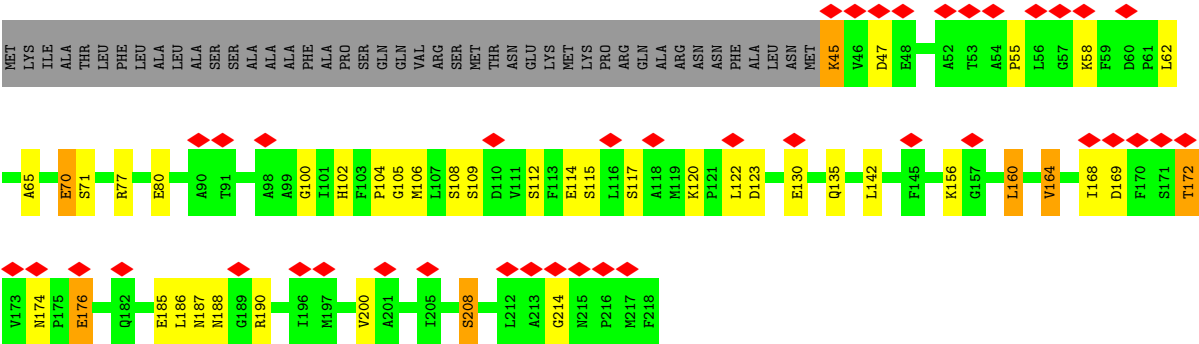 MET LYS ILE ALA THR LEU PHE LEU ALA LEU ALA SER SER ALA ALA ALA PHE ALA PRO SER GLN GLN VAL ARG SER MET THR ASN GLU LYS MET LYS PRO ARG GLN ALA ARG ASN ASN PHE ALA LEU ASN MET K45 V46 D47 E48 A52 T53 A54 P55 L56 G57 K58 F59 D60 P61 L62
A65 E70 S71 R77 E80 A90 T91 A98 A99 G100 I101 H102 F103 P104 G105 M106 L107 S108 S109 D110 V111 S112 F113 E114 S115 L116 S117 A118 M119 K120 P121 L122 D123 E130 Q135 L142 F145 K156 G157 L160 V164 I168 D169 F170 S171 T172
V173 N174 P175 E176 Q182 E185 L186 N187 N188 G189 R190 I196 M197 V200 A201 I205 S208 L212 A213 G214 N215 P216 M217 F218